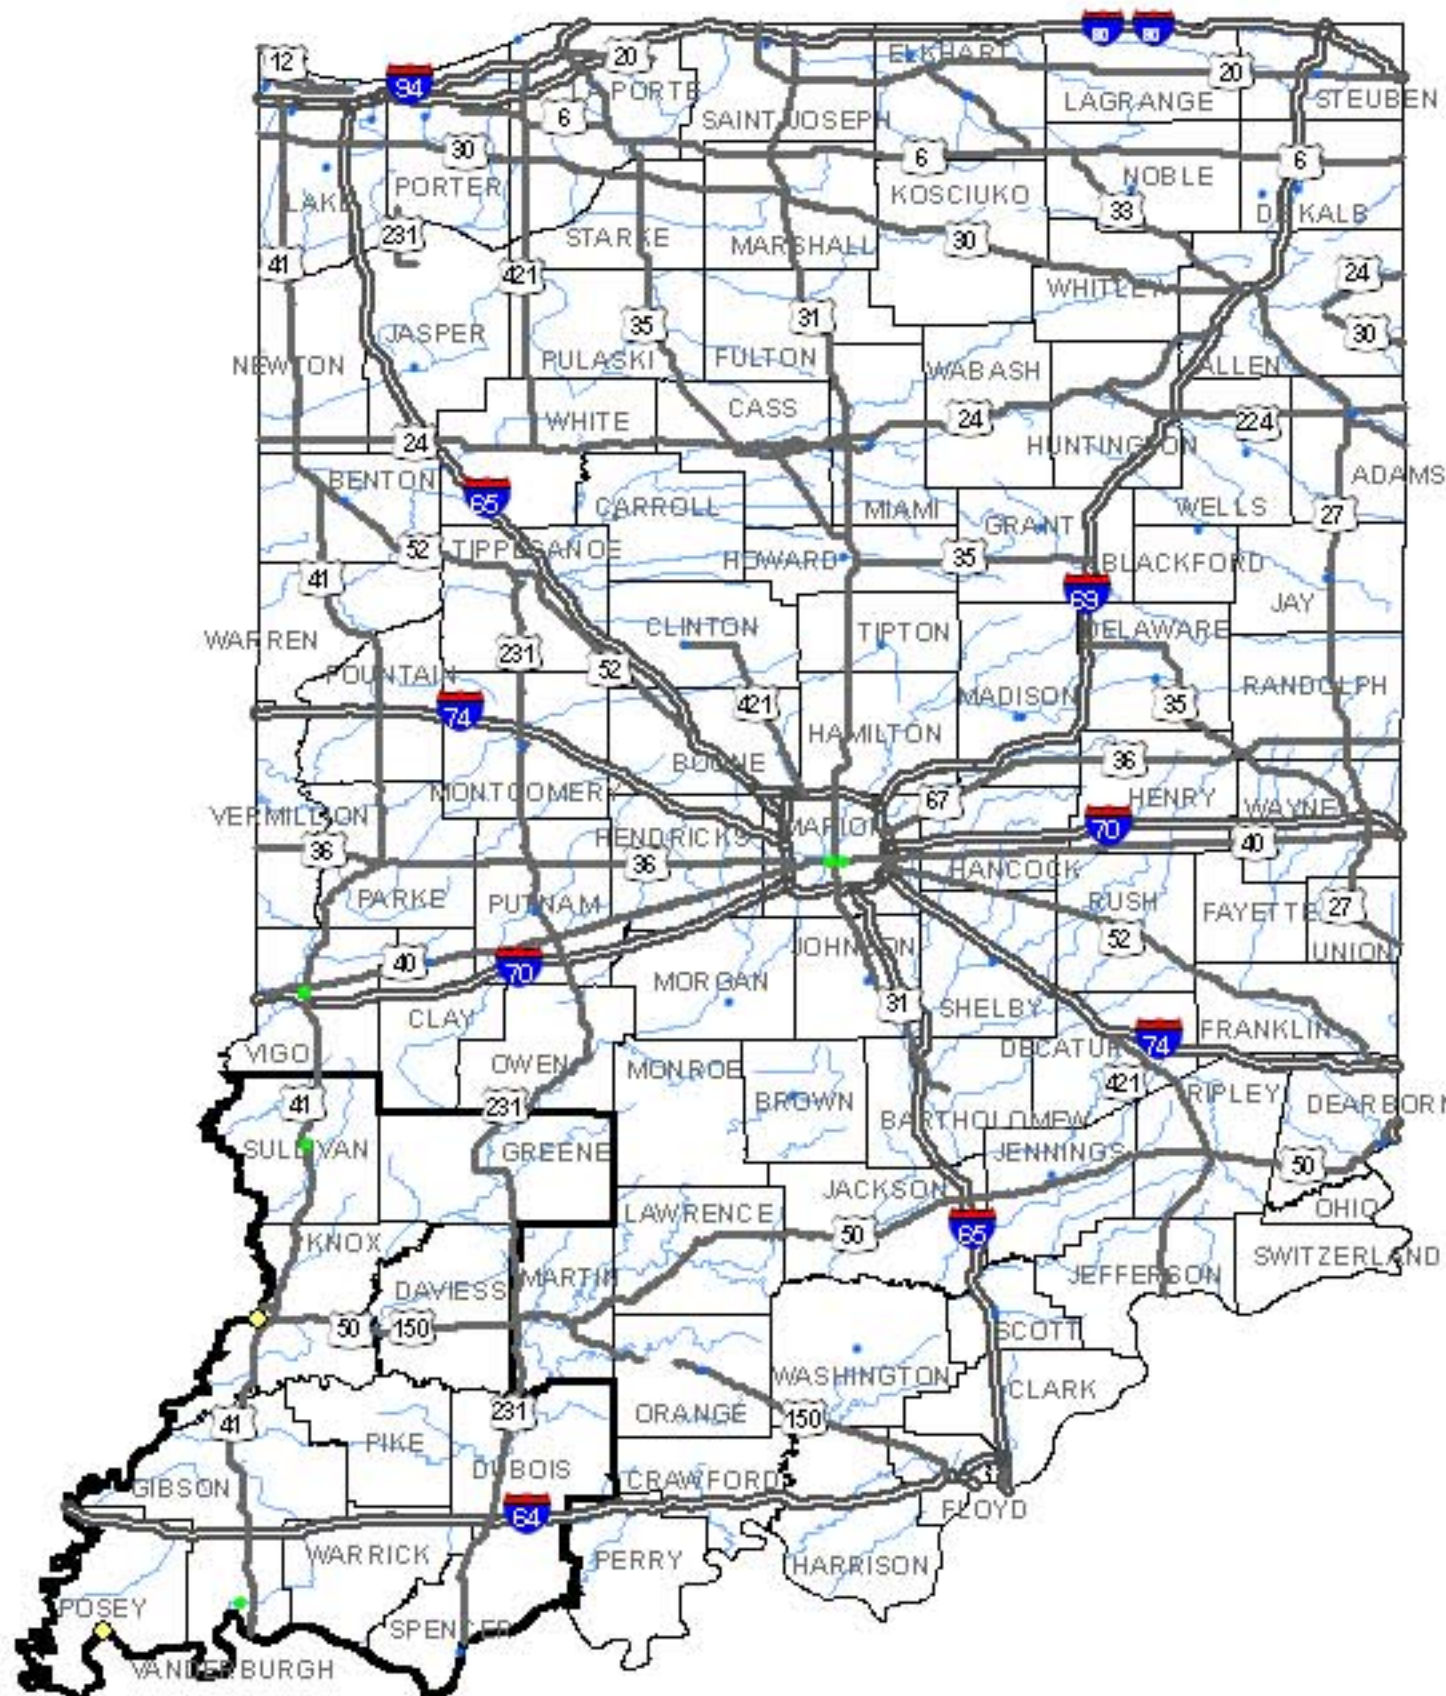 80 80
12
20
ELKHART
94
LA PORTE
20
LAGRANGE
STEUBEN
6
SAINT JOSEPH
30
6
6
PORTER
KOSCIUKO
NOBLE
LAKE
33
DE KALB
231
STARKE
MARSHALL
30
41
421
24
WHITLEY
35
31
30
JASPER
NEWTON
PULASKI
FULTON
WABASH
ALLEN
WHITE
CASS
24
224
24
HUNTINGTON
BENTON
ADAMS
65
CARROLL
MIAMI
WELLS
GRANT
27
52
TIPPESANOE
HOWARD
35
BLACKFORD
41
69
JAY
WARREN
CLINTON
TIPTON
DELAWARE
231
52
FOUNTAIN
RANDOLPH
MADISON
74
421
35
HAMILTON
BOONE
36
MONTGOMERY
67
HENRY
WAYNE
VERMILLION
MARION
70
HENDRICKS
40
36
36
HANCOCK
PARKE
PUTNAM
RUSH
FAYETTE
27
52
UNION
JOHNSON
40
70
MORGAN
31
SHELBY
CLAY
FRANKLIN
VIGO
DECATUR
74
OWEN
MONROE
421
RIPLEY
41
231
BROWN
DEARBORN
BARTHOLOMEW
SULLIVAN
GREENE
JENNINGS
50
JACKSON
LAWRENCE
OHIO
65
50
KNOX
SWITZERLAND
MARTIN
JEFFERSON
DAVIESS
50
150
SCOTT
WASHINGTON
CLARK
231
ORANGE
150
41
PIKE
DUBOIS
CRAWFORD
GIBSON
64
FLOYD
WARRICK
PERRY
HARRISON
POSEY
SPENCER
VANDERBURGH